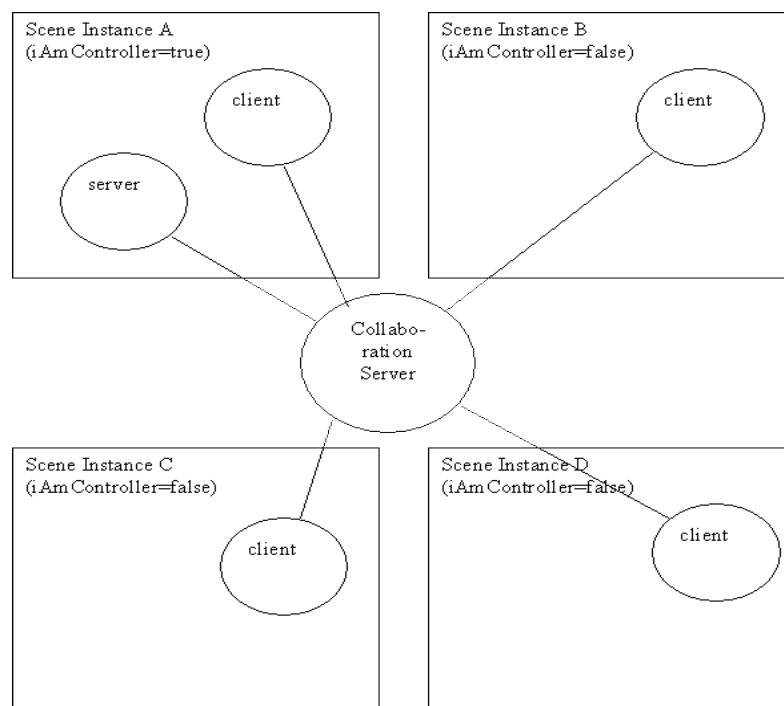 Scene Instance A
(iAmController=true)
client
server
Scene Instance B
(iAmController=false)
client
Collabo-
ration
Server
Scene Instance C
(iAmController=false)
client
Scene Instance D
(iAmController=false)
client